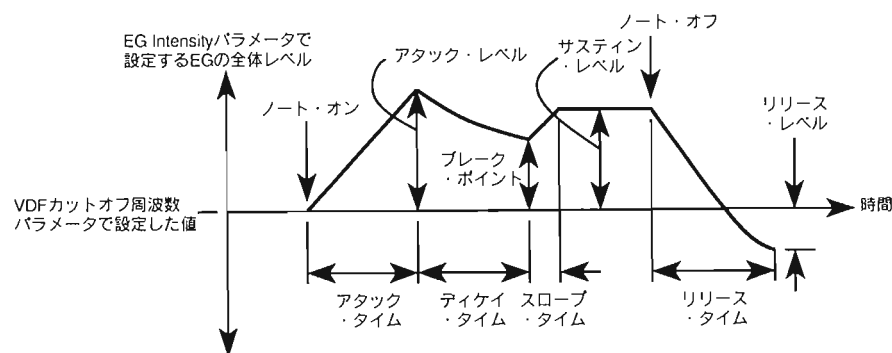 ノート・オフ
EG Intensityパラメータで
設定するEGの全体レベル
アタック・レベル
サスティン
・レベル
ノート・オン
リリース
・レベル
ブレーク
・ポイント
VDFカットオフ周波数
パラメータで設定した値
時間
アタック
・タイム
ディケイ
・タイム
スロープ
・タイム
リリース
・タイム